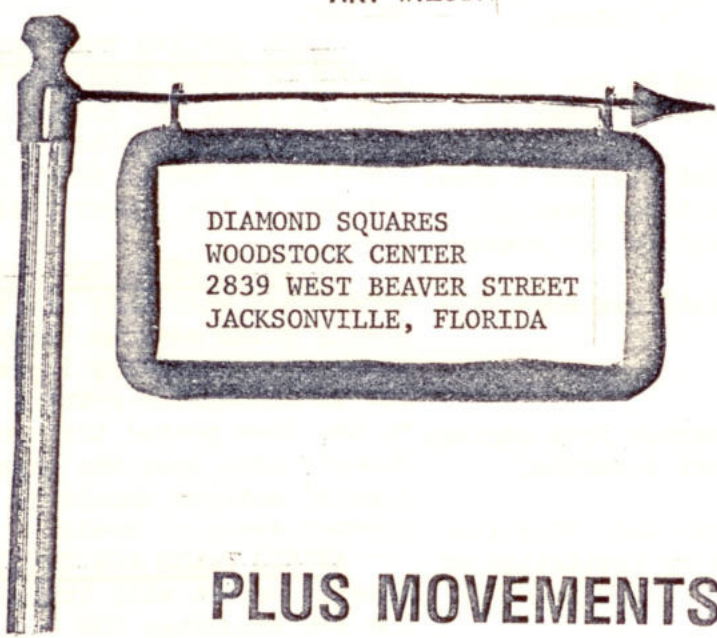 DIAMOND SQUARES
WOODSTOCK CENTER
2839 WEST BEAVER STREET
JACKSONVILLE, FLORIDA
PLUS MOVEMENTS